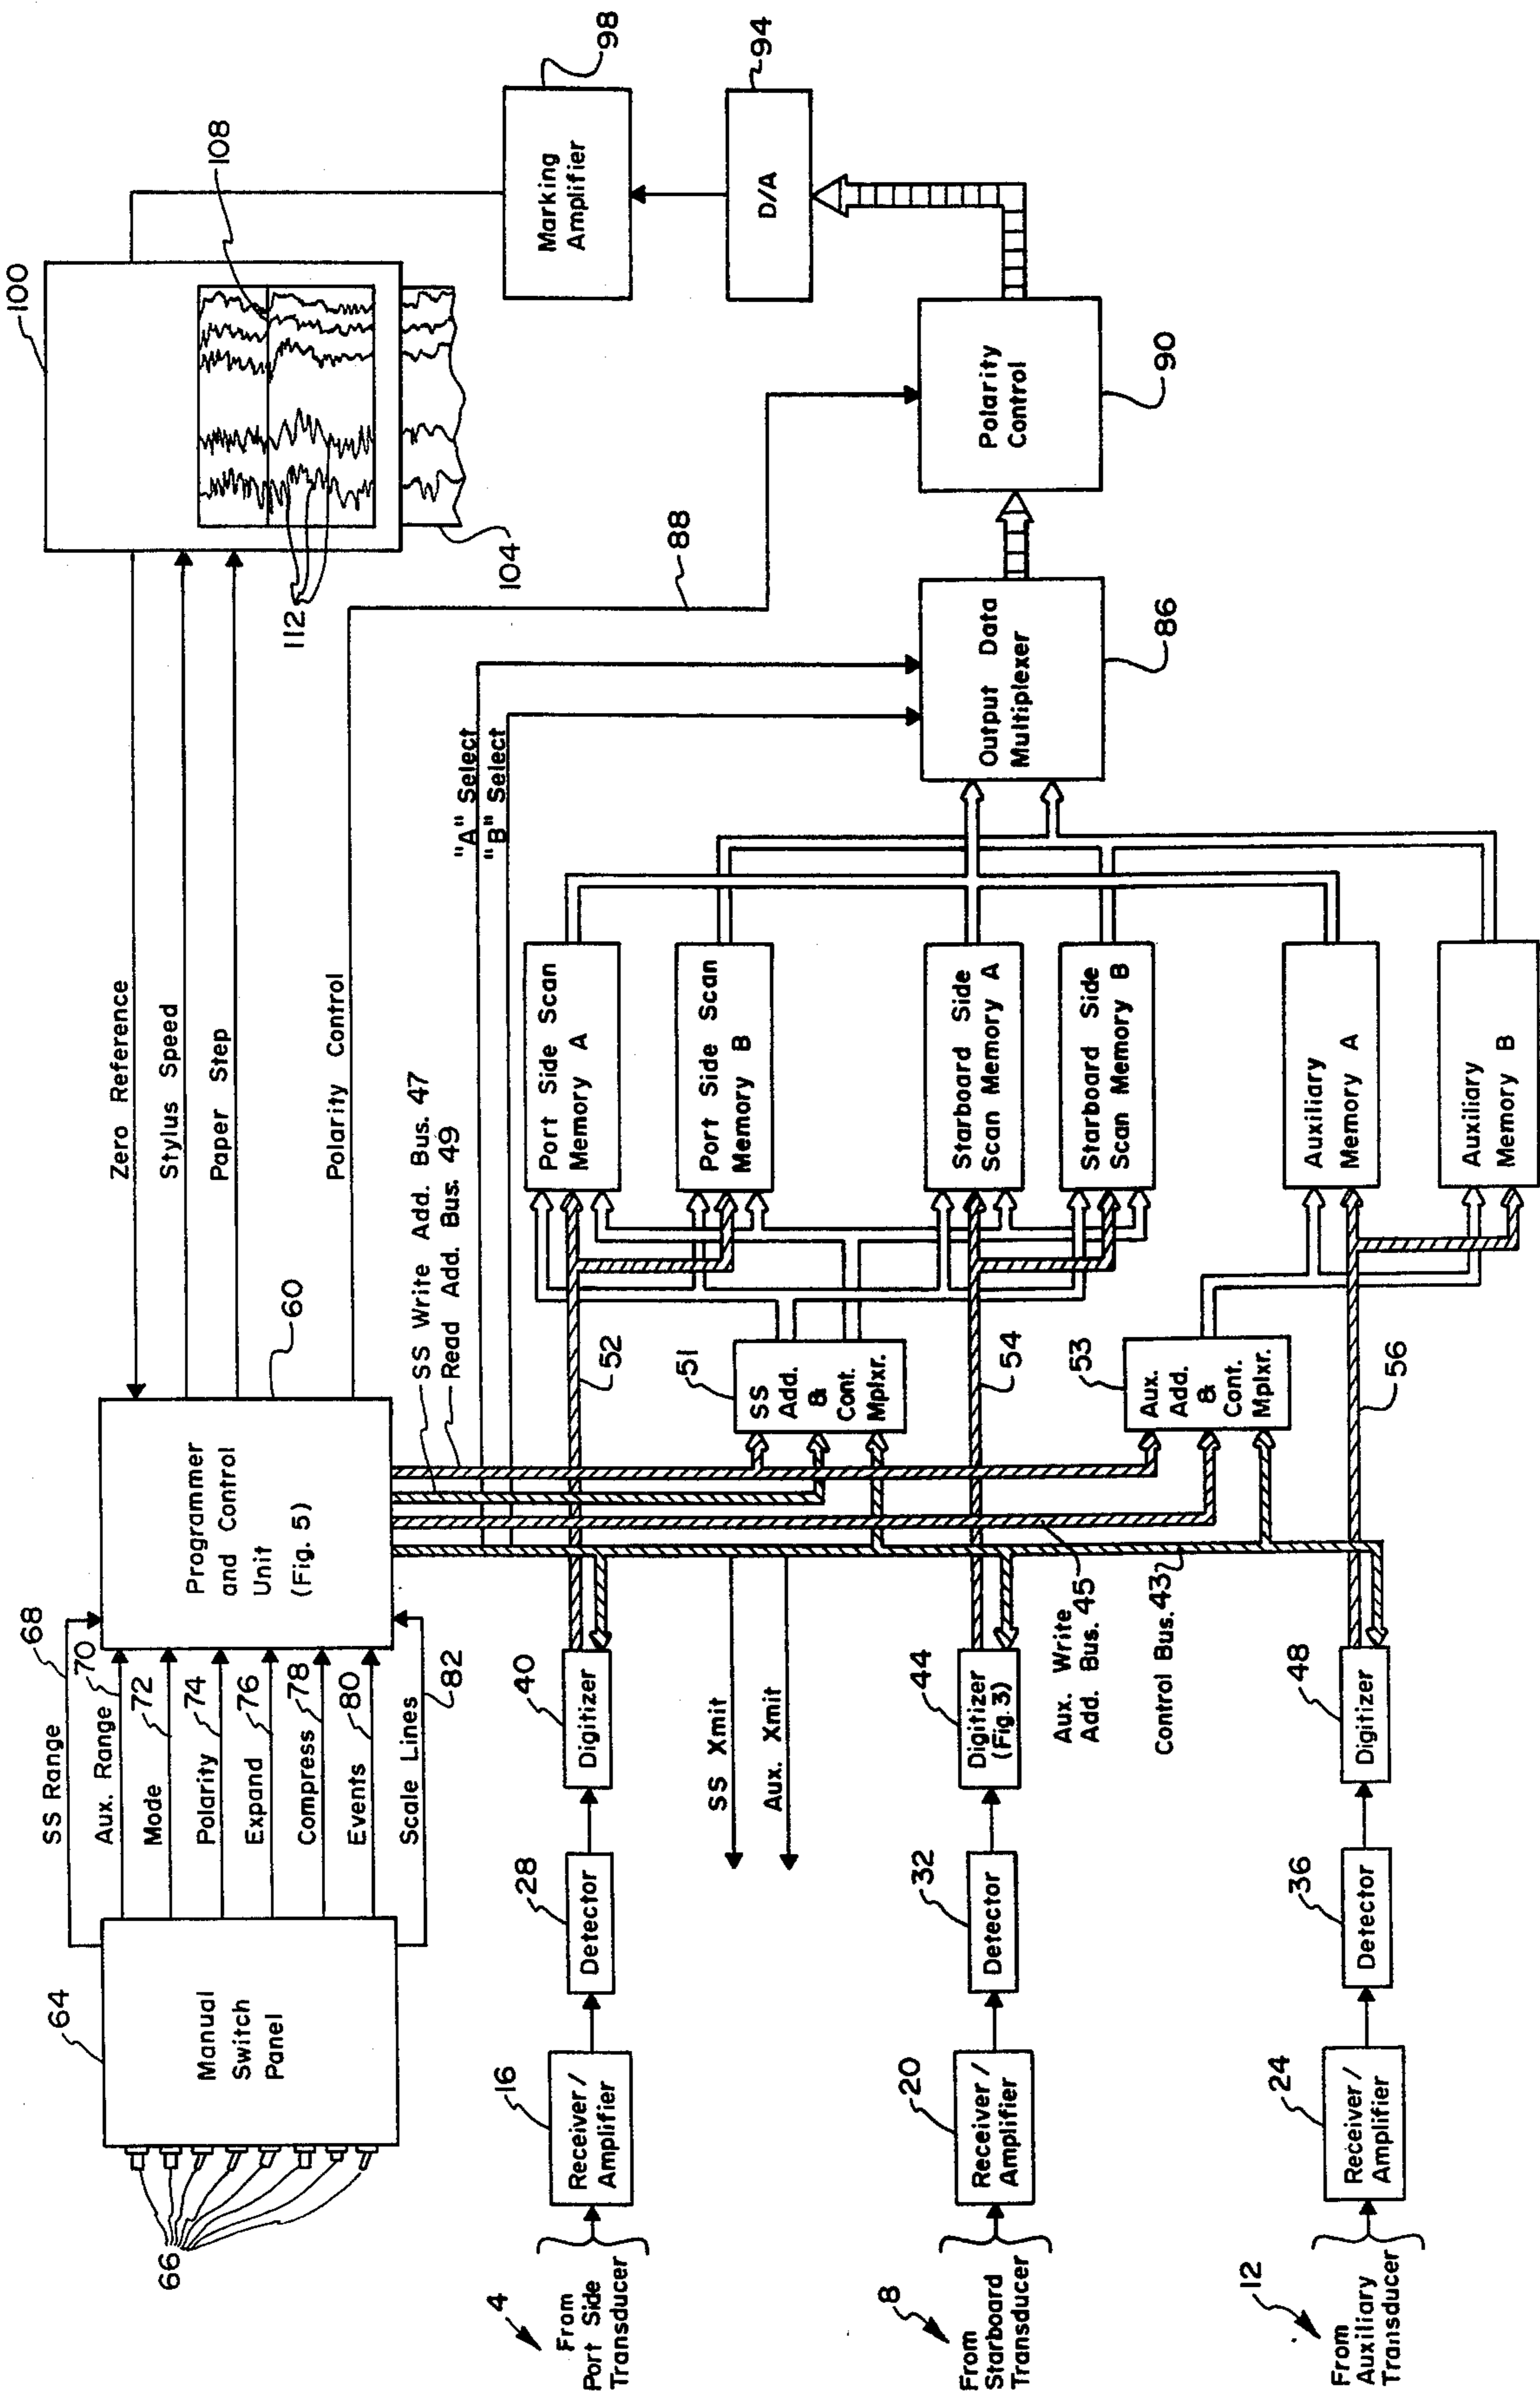 100
108
98
94
112
104
88
90
86
Zero Reference
Stylus Speed
Paper Step
Polarity Control
"A" Select
"B" Select
Marking
Amplifier
D/A
Polarity
Control
Output Data
Multiplexer
64
66
Manual
Switch
Panel
SS Range
68
Aux. Range
70
Mode
72
Polarity
74
Expand
76
Compress
78
Events
80
Scale Lines
82
Programmer
and Control
Unit
(Fig. 5)
60
SS Write Add. Bus. 47
Read Add. Bus. 49
Port Side Scan
Memory A
Port Side Scan
Memory B
Starboard Side
Scan Memory A
Starboard Side
Scan Memory B
Auxiliary
Memory A
Auxiliary
Memory B
4
From
Port Side
Transducer
16
Receiver/
Amplifier
28
Detector
40
Digitizer
52
SS Xmit
Aux. Xmit
51
SS
Add.
&
Cont.
Mplxr.
8
From
Starboard
Transducer
20
Receiver/
Amplifier
32
Detector
44
Digitizer
(Fig. 3)
54
Aux. Write
Add. Bus. 45
Control Bus. 43
53
Aux.
Add.
&
Cont.
Mplxr.
12
From
Auxiliary
Transducer
24
Receiver/
Amplifier
36
Detector
48
Digitizer
56